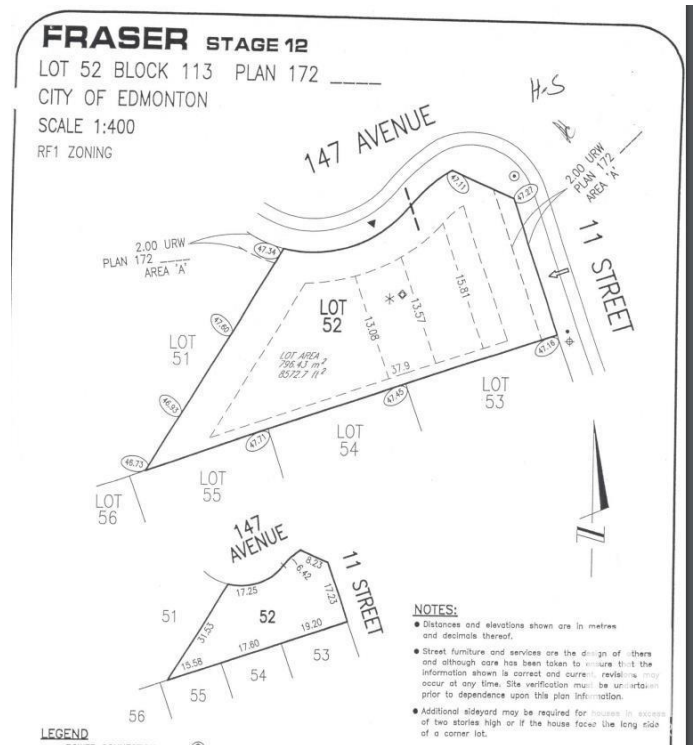 FRASER STAGE 12
LOT 52 BLOCK 113 PLAN 172 ____
CITY OF EDMONTON
SCALE 1:400
RF1 ZONING
H-S
147 AVENUE
2.00 URW
PLAN 172 ____
AREA 'A'
47.11
47.27
2.00 URW
PLAN 172 ____
AREA 'A'
47.34
11 STREET
LOT
52
13.08
13.57
15.81
47.60
LOT
51
LOT AREA
796.43 m²
8572.7 ft²
37.9
47.16
46.93
47.45
LOT
53
47.71
LOT
54
46.73
LOT
55
LOT
56
147
AVENUE
11 STREET
8.23
6.42
17.25
17.23
51
52
31.53
19.20
17.60
15.58
53
54
55
56
NOTES:
● Distances and elevations shown are in metres
and decimals thereof.
● Street furniture and services are the design of others
and although care has been taken to ensure that the
information shown is correct and current, revisions may
occur at any time. Site verification must be undertaken
prior to dependence upon this plan information.
● Additional sideyard may be required for houses in excess
of two stories high or if the house faces the long side
of a corner lot.
LEGEND